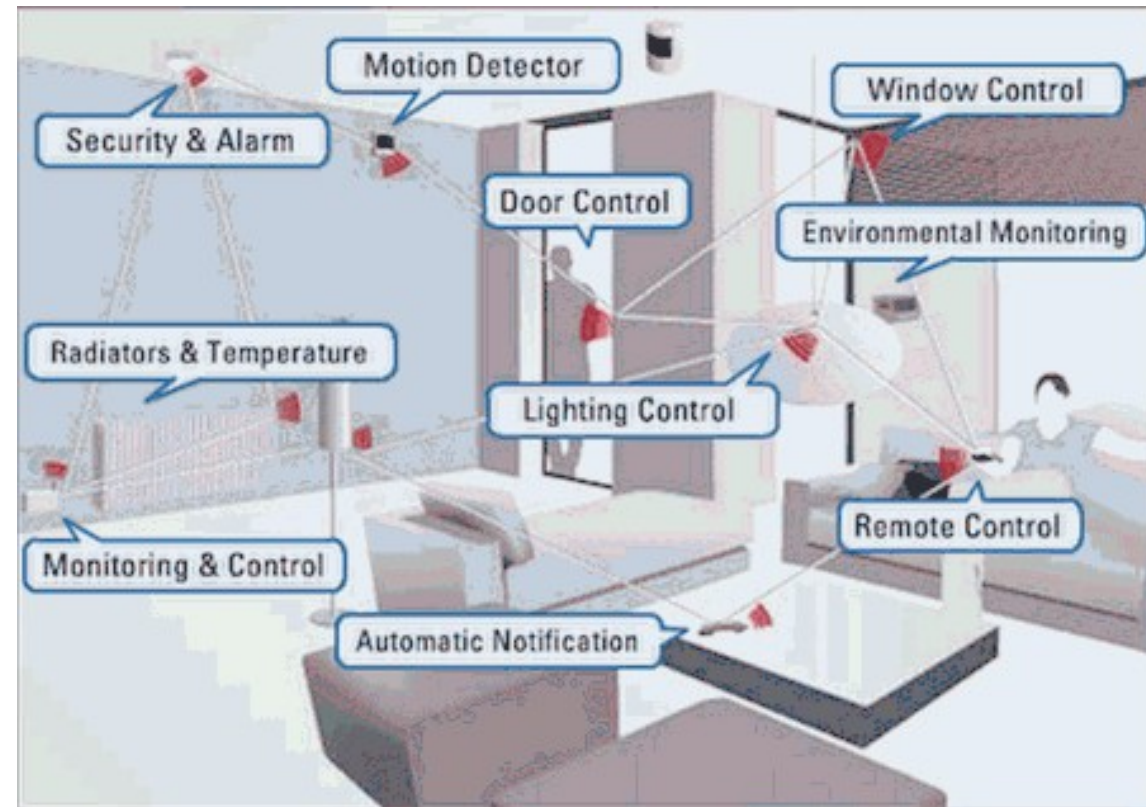 Motion Detector
Window Control
Security & Alarm
Door Control
Environmental Monitoring
Radiators & Temperature
Lighting Control
Remote Control
Monitoring & Control
Automatic Notification